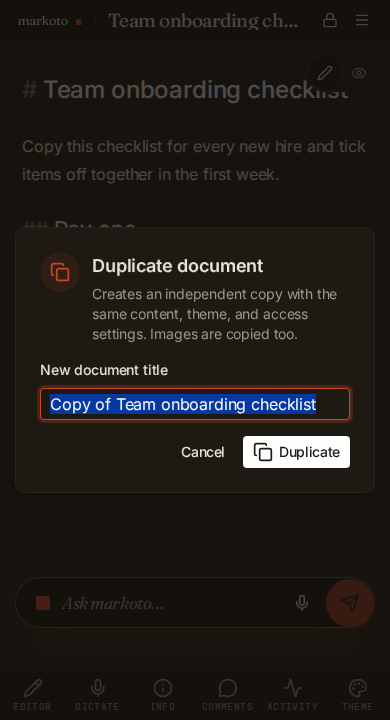 markoto
Team onboarding ch...
# Team onboarding checklist
Copy this checklist for every new hire and tick
items off together in the first week.
## Day one
Duplicate document
Creates an independent copy with the
same content, theme, and access
settings. Images are copied too.
New document title
Copy of Team onboarding checklist
Cancel
Duplicate
Ask markoto...
EDITOR
DICTATE
INFO
COMMENTS
ACTIVITY
THEME